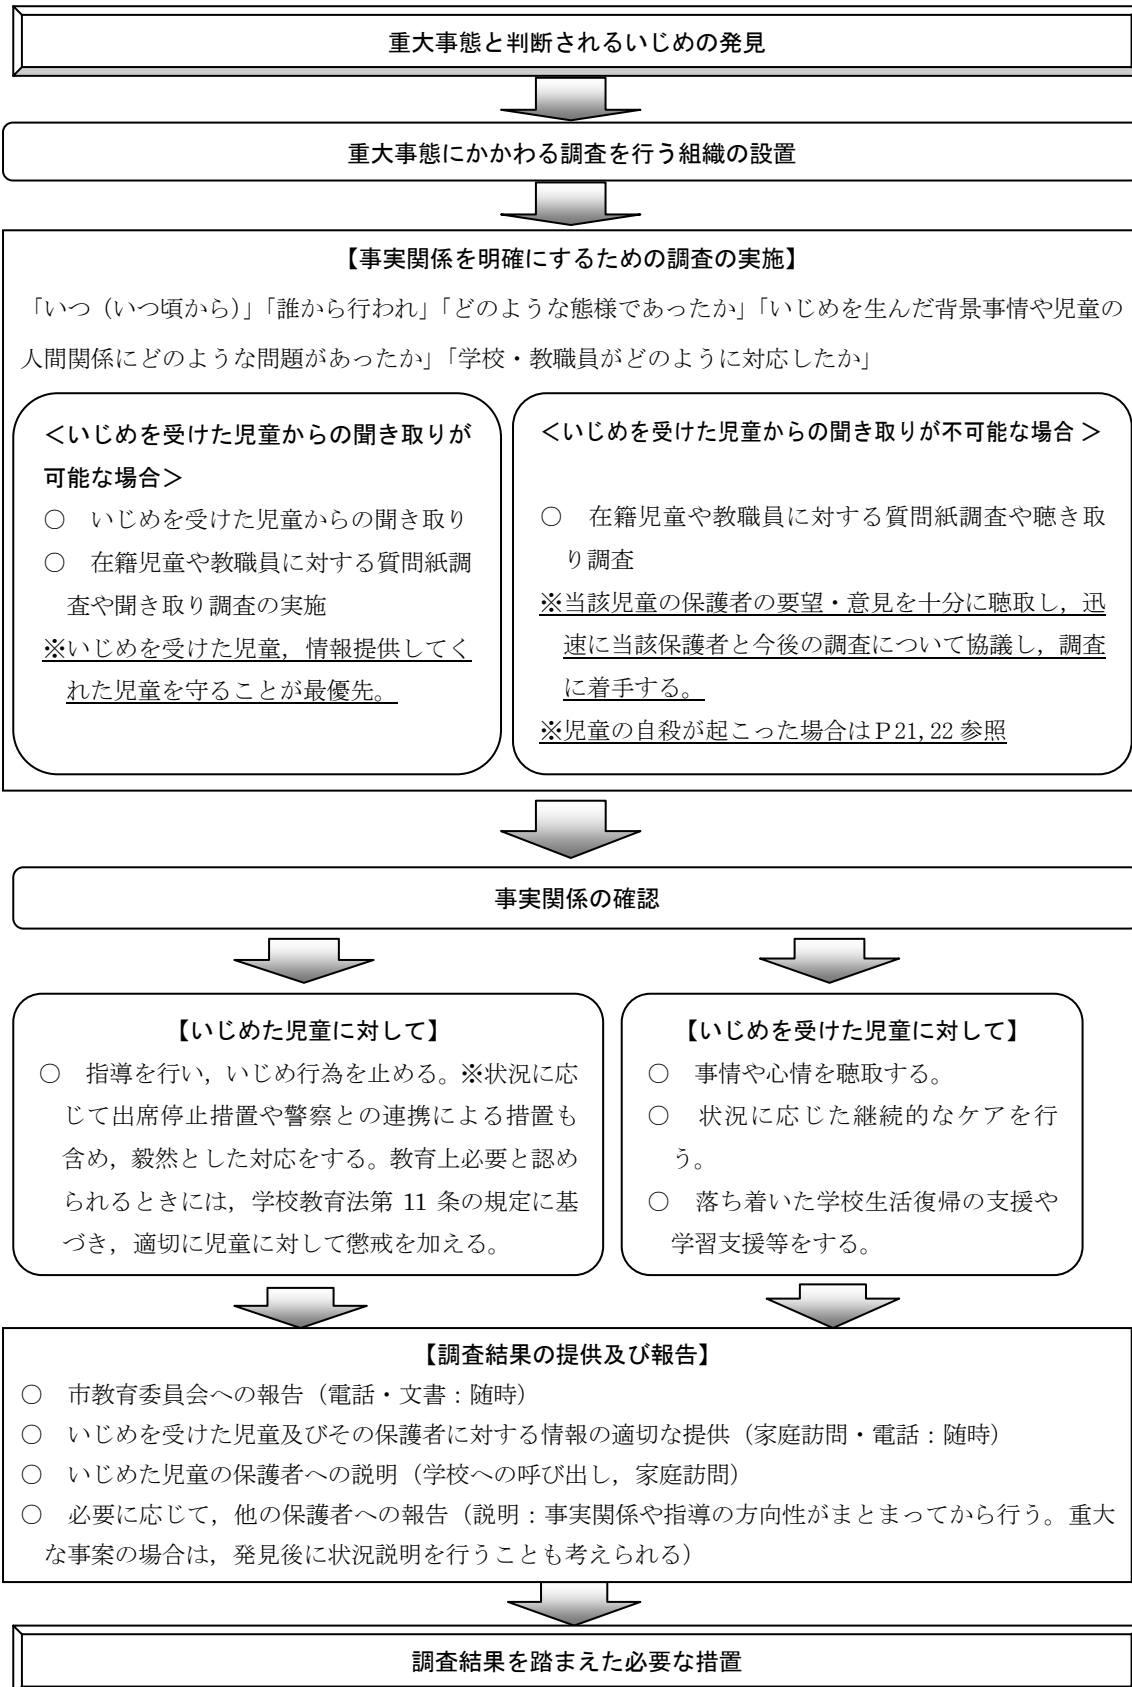 重大事態と判断されるいじめの発見
重大事態にかかわる調査を行う組織の設置
【事実関係を明確にするための調査の実施】
「いつ（いつ頃から）」「誰から行われ」「どのような態様であったか」「いじめを生んだ背景事情や児童の
人間関係にどのような問題があったか」「学校・教職員がどのように対応したか」
＜いじめを受けた児童からの聞き取りが
可能な場合＞
○　いじめを受けた児童からの聞き取り
○　在籍児童や教職員に対する質問紙調
査や聞き取り調査の実施
※いじめを受けた児童，情報提供してく
れた児童を守ることが最優先。
＜いじめを受けた児童からの聞き取りが不可能な場合 ＞
○　在籍児童や教職員に対する質問紙調査や聴き取
り調査
※当該児童の保護者の要望・意見を十分に聴取し，迅
速に当該保護者と今後の調査について協議し，調査
に着手する。
※児童の自殺が起こった場合はＰ21, 22 参照
事実関係の確認
【いじめた児童に対して】
○　指導を行い，いじめ行為を止める。※状況に応
じて出席停止措置や警察との連携による措置も
含め，毅然とした対応をする。教育上必要と認め
られるときには，学校教育法第 11 条の規定に基
づき，適切に児童に対して懲戒を加える。
【いじめを受けた児童に対して】
○　事情や心情を聴取する。
○　状況に応じた継続的なケアを行
う。
○　落ち着いた学校生活復帰の支援や
学習支援等をする。
【調査結果の提供及び報告】
○　市教育委員会への報告（電話・文書：随時）
○　いじめを受けた児童及びその保護者に対する情報の適切な提供（家庭訪問・電話：随時）
○　いじめた児童の保護者への説明（学校への呼び出し，家庭訪問）
○　必要に応じて，他の保護者への報告（説明：事実関係や指導の方向性がまとまってから行う。重大
な事案の場合は，発見後に状況説明を行うことも考えられる）
調査結果を踏まえた必要な措置